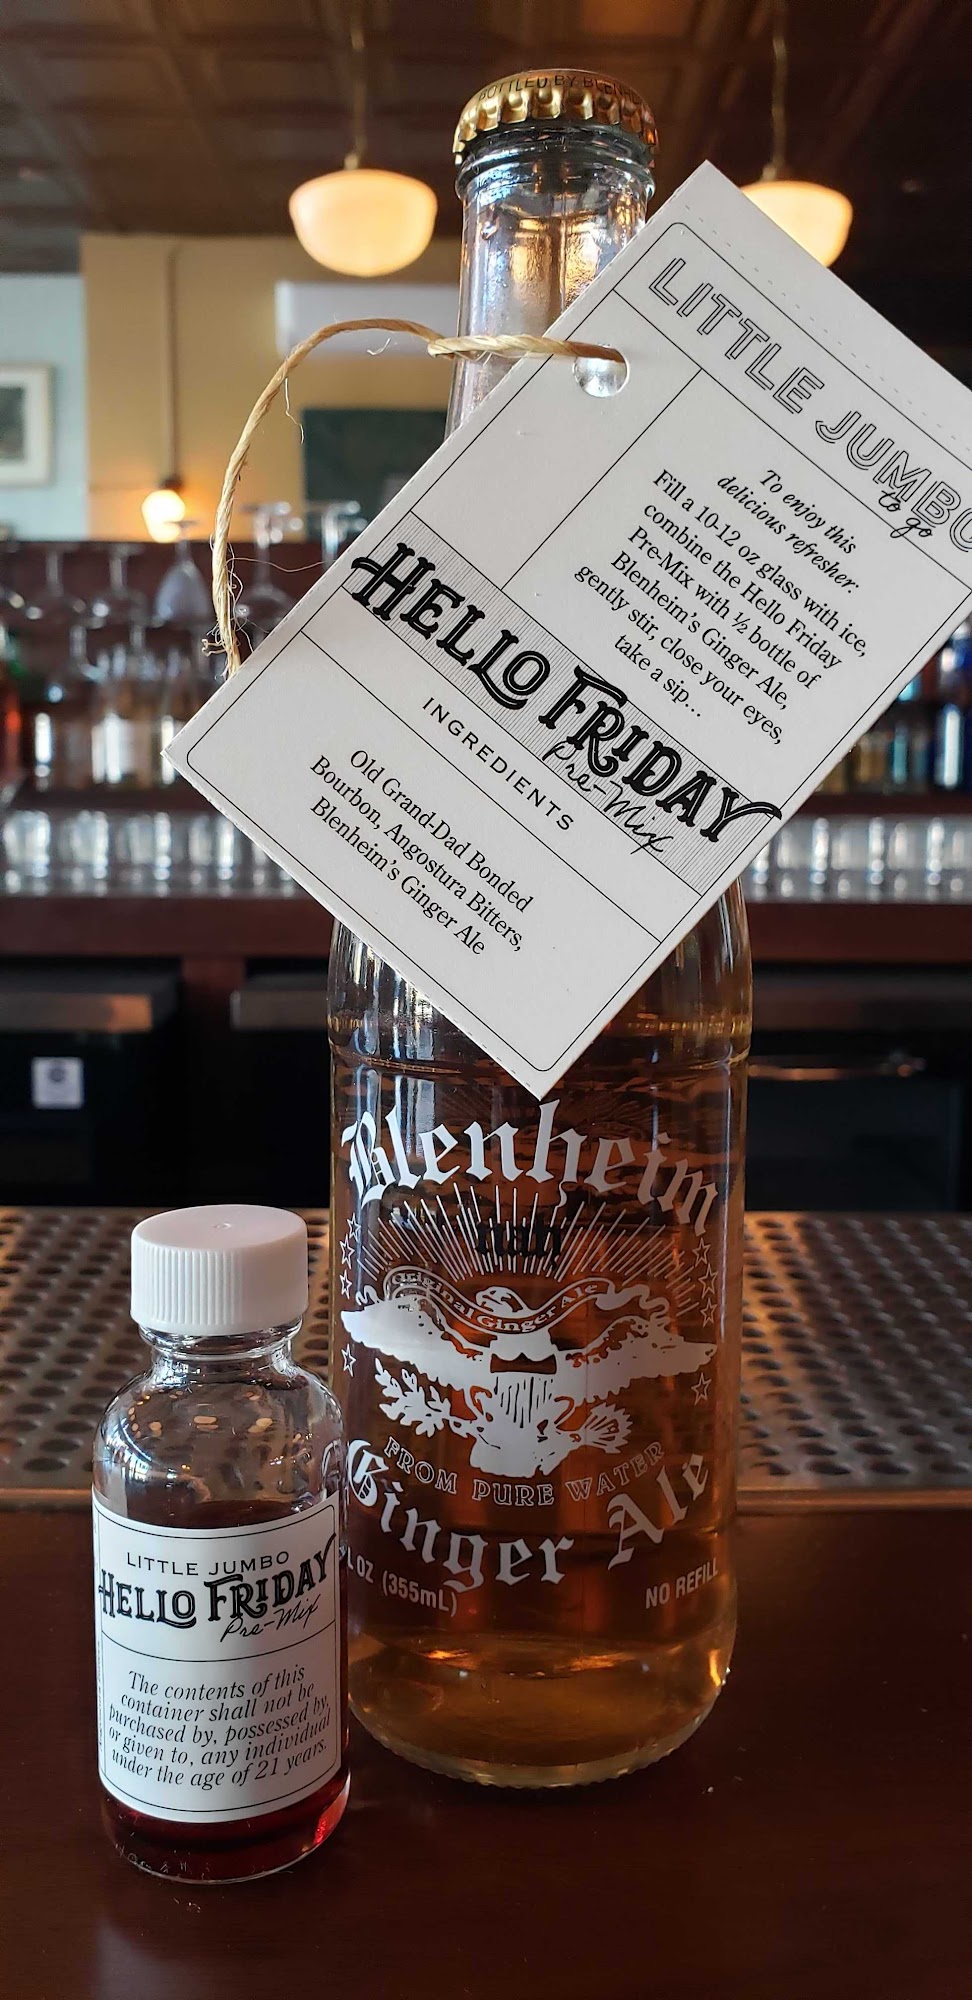 BOTTLED BY BLENHEIM
LITTLE JUMBO
to go
To enjoy this
delicious refresher:
Fill a 10-12 oz glass with ice,
combine the Hello Friday
Pre-Mix with ½ bottle of
Blenheim's Ginger Ale,
gently stir, close your eyes,
take a sip...
HELLO FRIDAY
Pre-Mix
INGREDIENTS
Old Grand-Dad Bonded
Bourbon, Angostura Bitters,
Blenheim's Ginger Ale
Blenheim
Original Ginger Ale
FROM PURE WATER
Ginger Ale
L OZ (355mL)
NO REFILL
LITTLE JUMBO
HELLO FRIDAY
Pre-Mix
The contents of this
container shall not be
purchased by, possessed by,
or given to, any individual
under the age of 21 years.